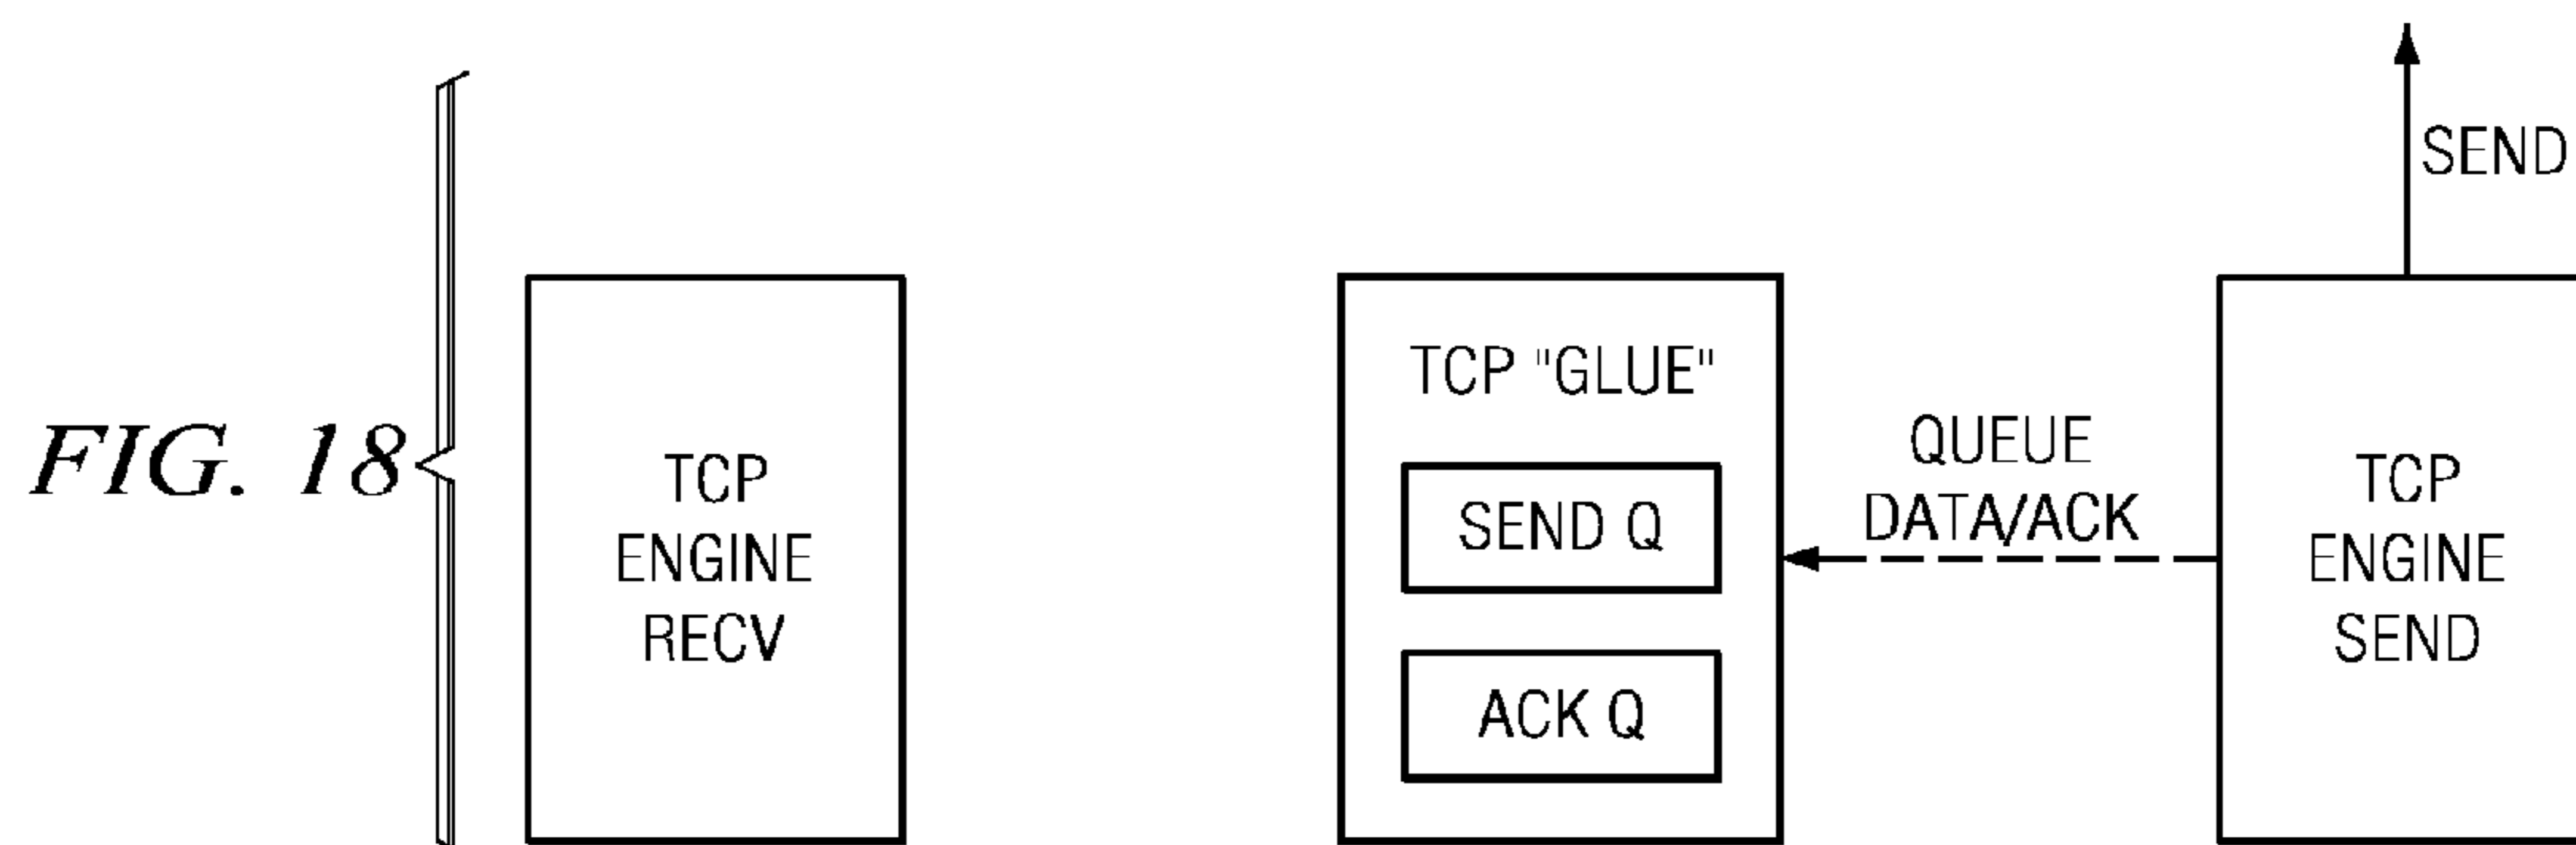 FIG. 18
TCP
ENGINE
RECV
TCP "GLUE"
SEND Q
ACK Q
QUEUE
DATA/ACK
SEND
TCP
ENGINE
SEND